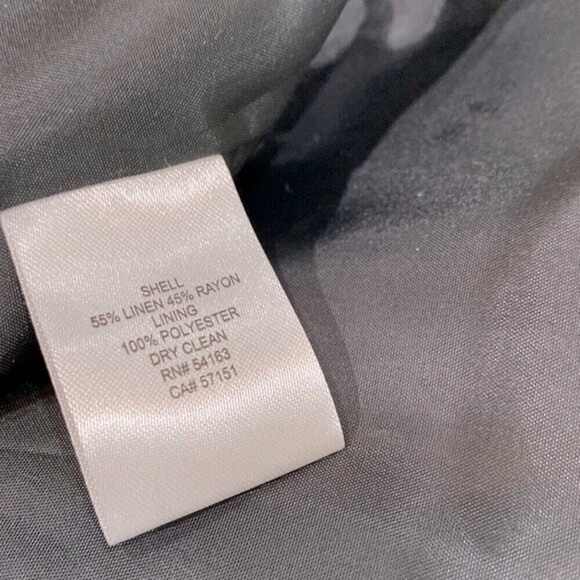 SHELL
55% LINEN 45% RAYON
LINING
100% POLYESTER
DRY CLEAN
RN# 54163
CA# 57151